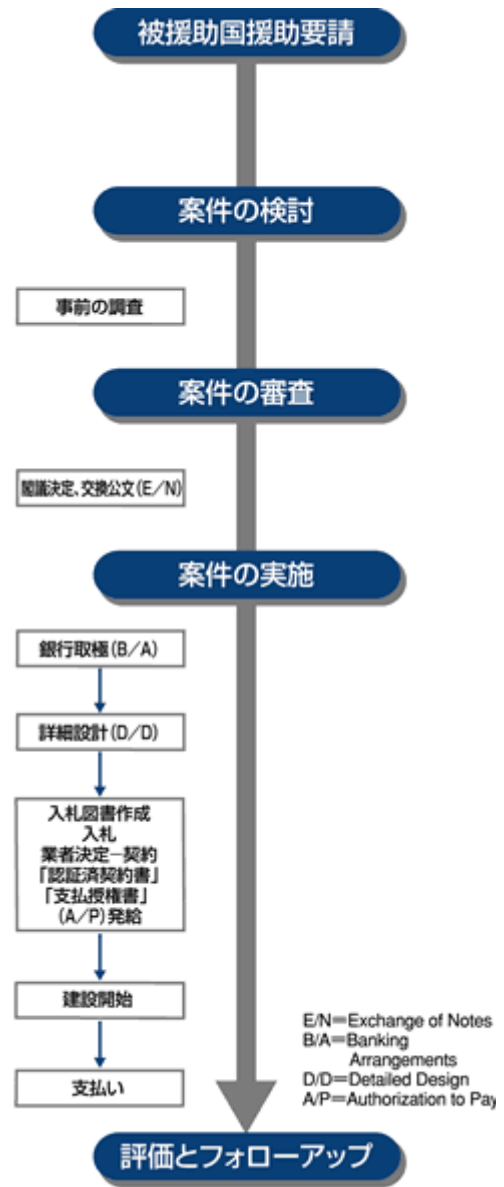 被援助国援助要請
案件の検討
事前の調査
案件の審査
閣議決定、交換公文(E/N)
案件の実施
銀行取極(B/A)
詳細設計(D/D)
入札図書作成
入札
業者決定−契約
「認証済契約書」
「支払授権書」
(A/P)発給
建設開始
支払い
E/N=Exchange of Notes
B/A=Banking
Arrangements
D/D=Detailed Design
A/P=Authorization to Pay
評価とフォローアップ